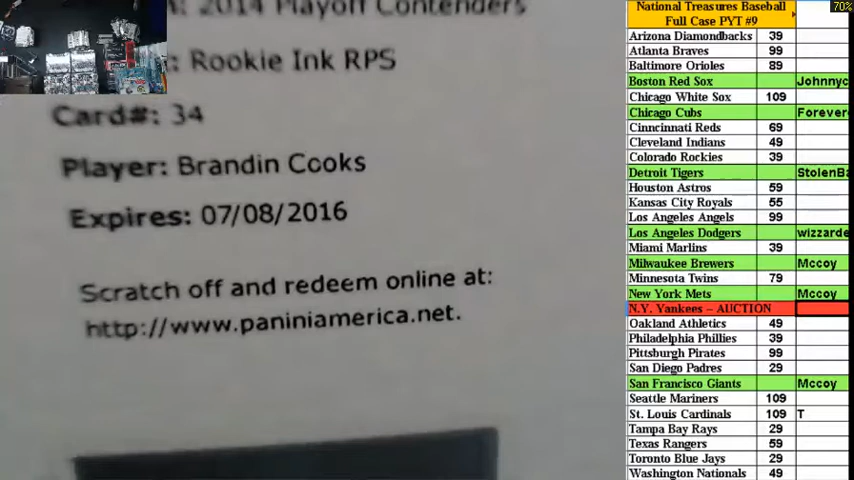 2014 Playoff Contenders
: Rookie Ink RPS
Card#: 34
Player: Brandin Cooks
Expires: 07/08/2016
Scratch off and redeem online at:
http://www.paniniamerica.net.
70%
National Treasures Baseball
Full Case PYT #9
Arizona Diamondbacks 39
Atlanta Braves 99
Baltimore Orioles 89
Boston Red Sox Johnnyc
Chicago White Sox 109
Chicago Cubs Forever
Cinncinnati Reds 69
Cleveland Indians 49
Colorado Rockies 39
Detroit Tigers StolenBa
Houston Astros 59
Kansas City Royals 55
Los Angeles Angels 99
Los Angeles Dodgers wizzarde
Miami Marlins 39
Milwaukee Brewers Mccoy
Minnesota Twins 79
New York Mets Mccoy
N.Y. Yankees – AUCTION
Oakland Athletics 49
Philadelphia Phillies 39
Pittsburgh Pirates 99
San Diego Padres 29
San Francisco Giants Mccoy
Seattle Mariners 109
St. Louis Cardinals 109 T
Tampa Bay Rays 29
Texas Rangers 59
Toronto Blue Jays 29
Washington Nationals 49